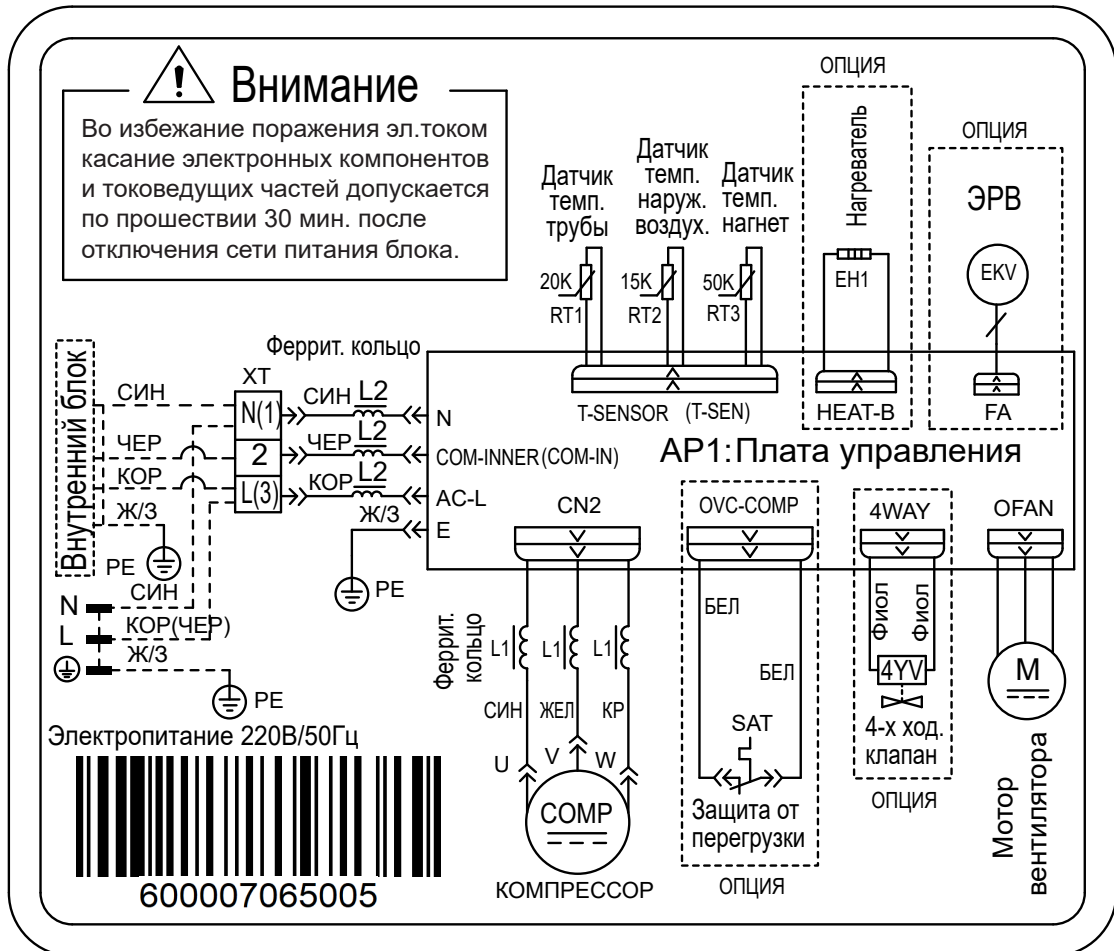 Внимание
Во избежание поражения эл.током
касание электронных компонентов
и токоведущих частей допускается
по прошествии 30 мин. после
отключения сети питания блока.
Датчик
темп.
трубы
Датчик
темп.
наруж.
воздух.
Датчик
темп.
нагнет
ОПЦИЯ
Нагреватель
ОПЦИЯ
ЭРВ
20K
RT1
15K
RT2
50K
RT3
EH1
EKV
T-SENSOR (T-SEN)
HEAT-B
FA
Феррит. кольцо
XT
Внутренний блок
СИН
ЧЕР
КОР
Ж/З
PE
N(1)
2
L(3)
СИН
L2
ЧЕР
L2
КОР
L2
Ж/З
PE
N
COM-INNER(COM-IN)
AC-L
E
AP1:Плата управления
N
L
СИН
КОР(ЧЕР)
Ж/З
PE
Электропитание 220В/50Гц
600007065005
CN2
Феррит.
кольцо
L1
L1
L1
СИН
ЖЕЛ
КР
U
V
W
COMP
КОМПРЕССОР
OVC-COMP
БЕЛ
БЕЛ
SAT
Защита от
перегрузки
ОПЦИЯ
4WAY
Фиол
Фиол
4YV
4-х ход.
клапан
ОПЦИЯ
OFAN
M
Мотор
вентилятора